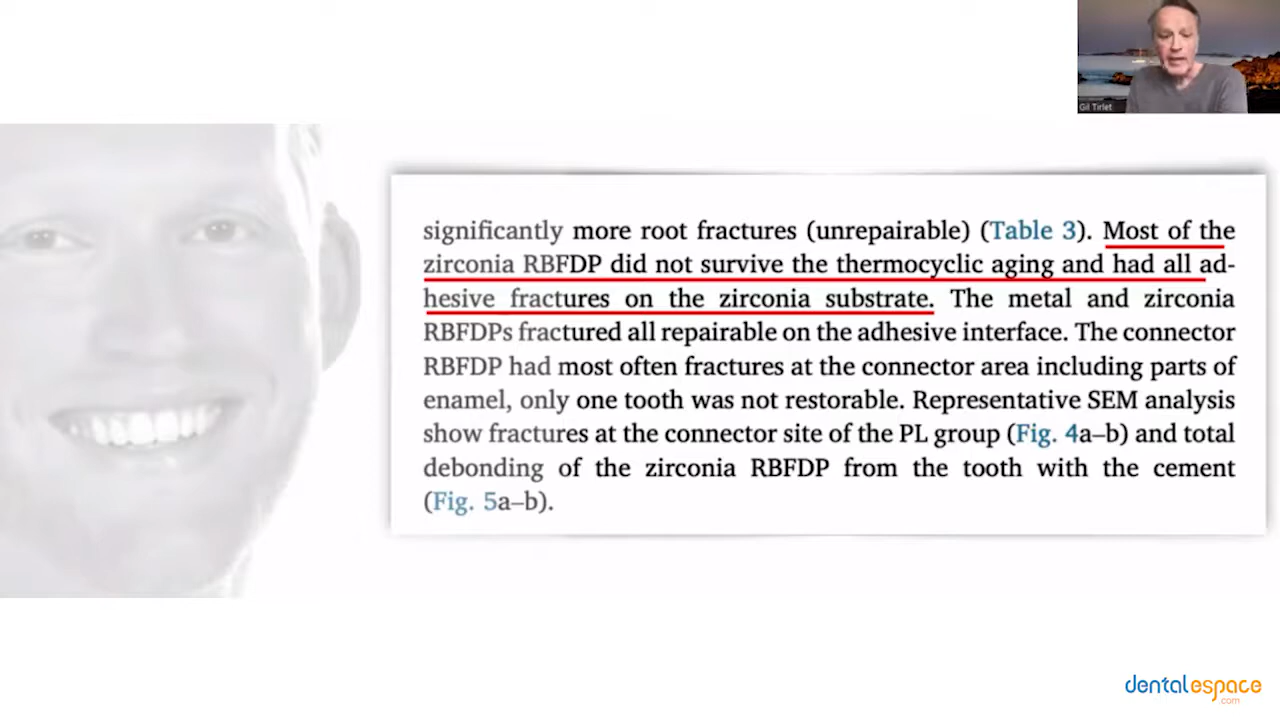 Gil Tirlet
significantly more root fractures (unrepairable) (Table 3). Most of the
zirconia RBFDP did not survive the thermocyclic aging and had all ad-
hesive fractures on the zirconia substrate. The metal and zirconia
RBFDPs fractured all repairable on the adhesive interface. The connector
RBFDP had most often fractures at the connector area including parts of
enamel, only one tooth was not restorable. Representative SEM analysis
show fractures at the connector site of the PL group (Fig. 4a–b) and total
debonding of the zirconia RBFDP from the tooth with the cement
(Fig. 5a–b).
dentalespace
.com